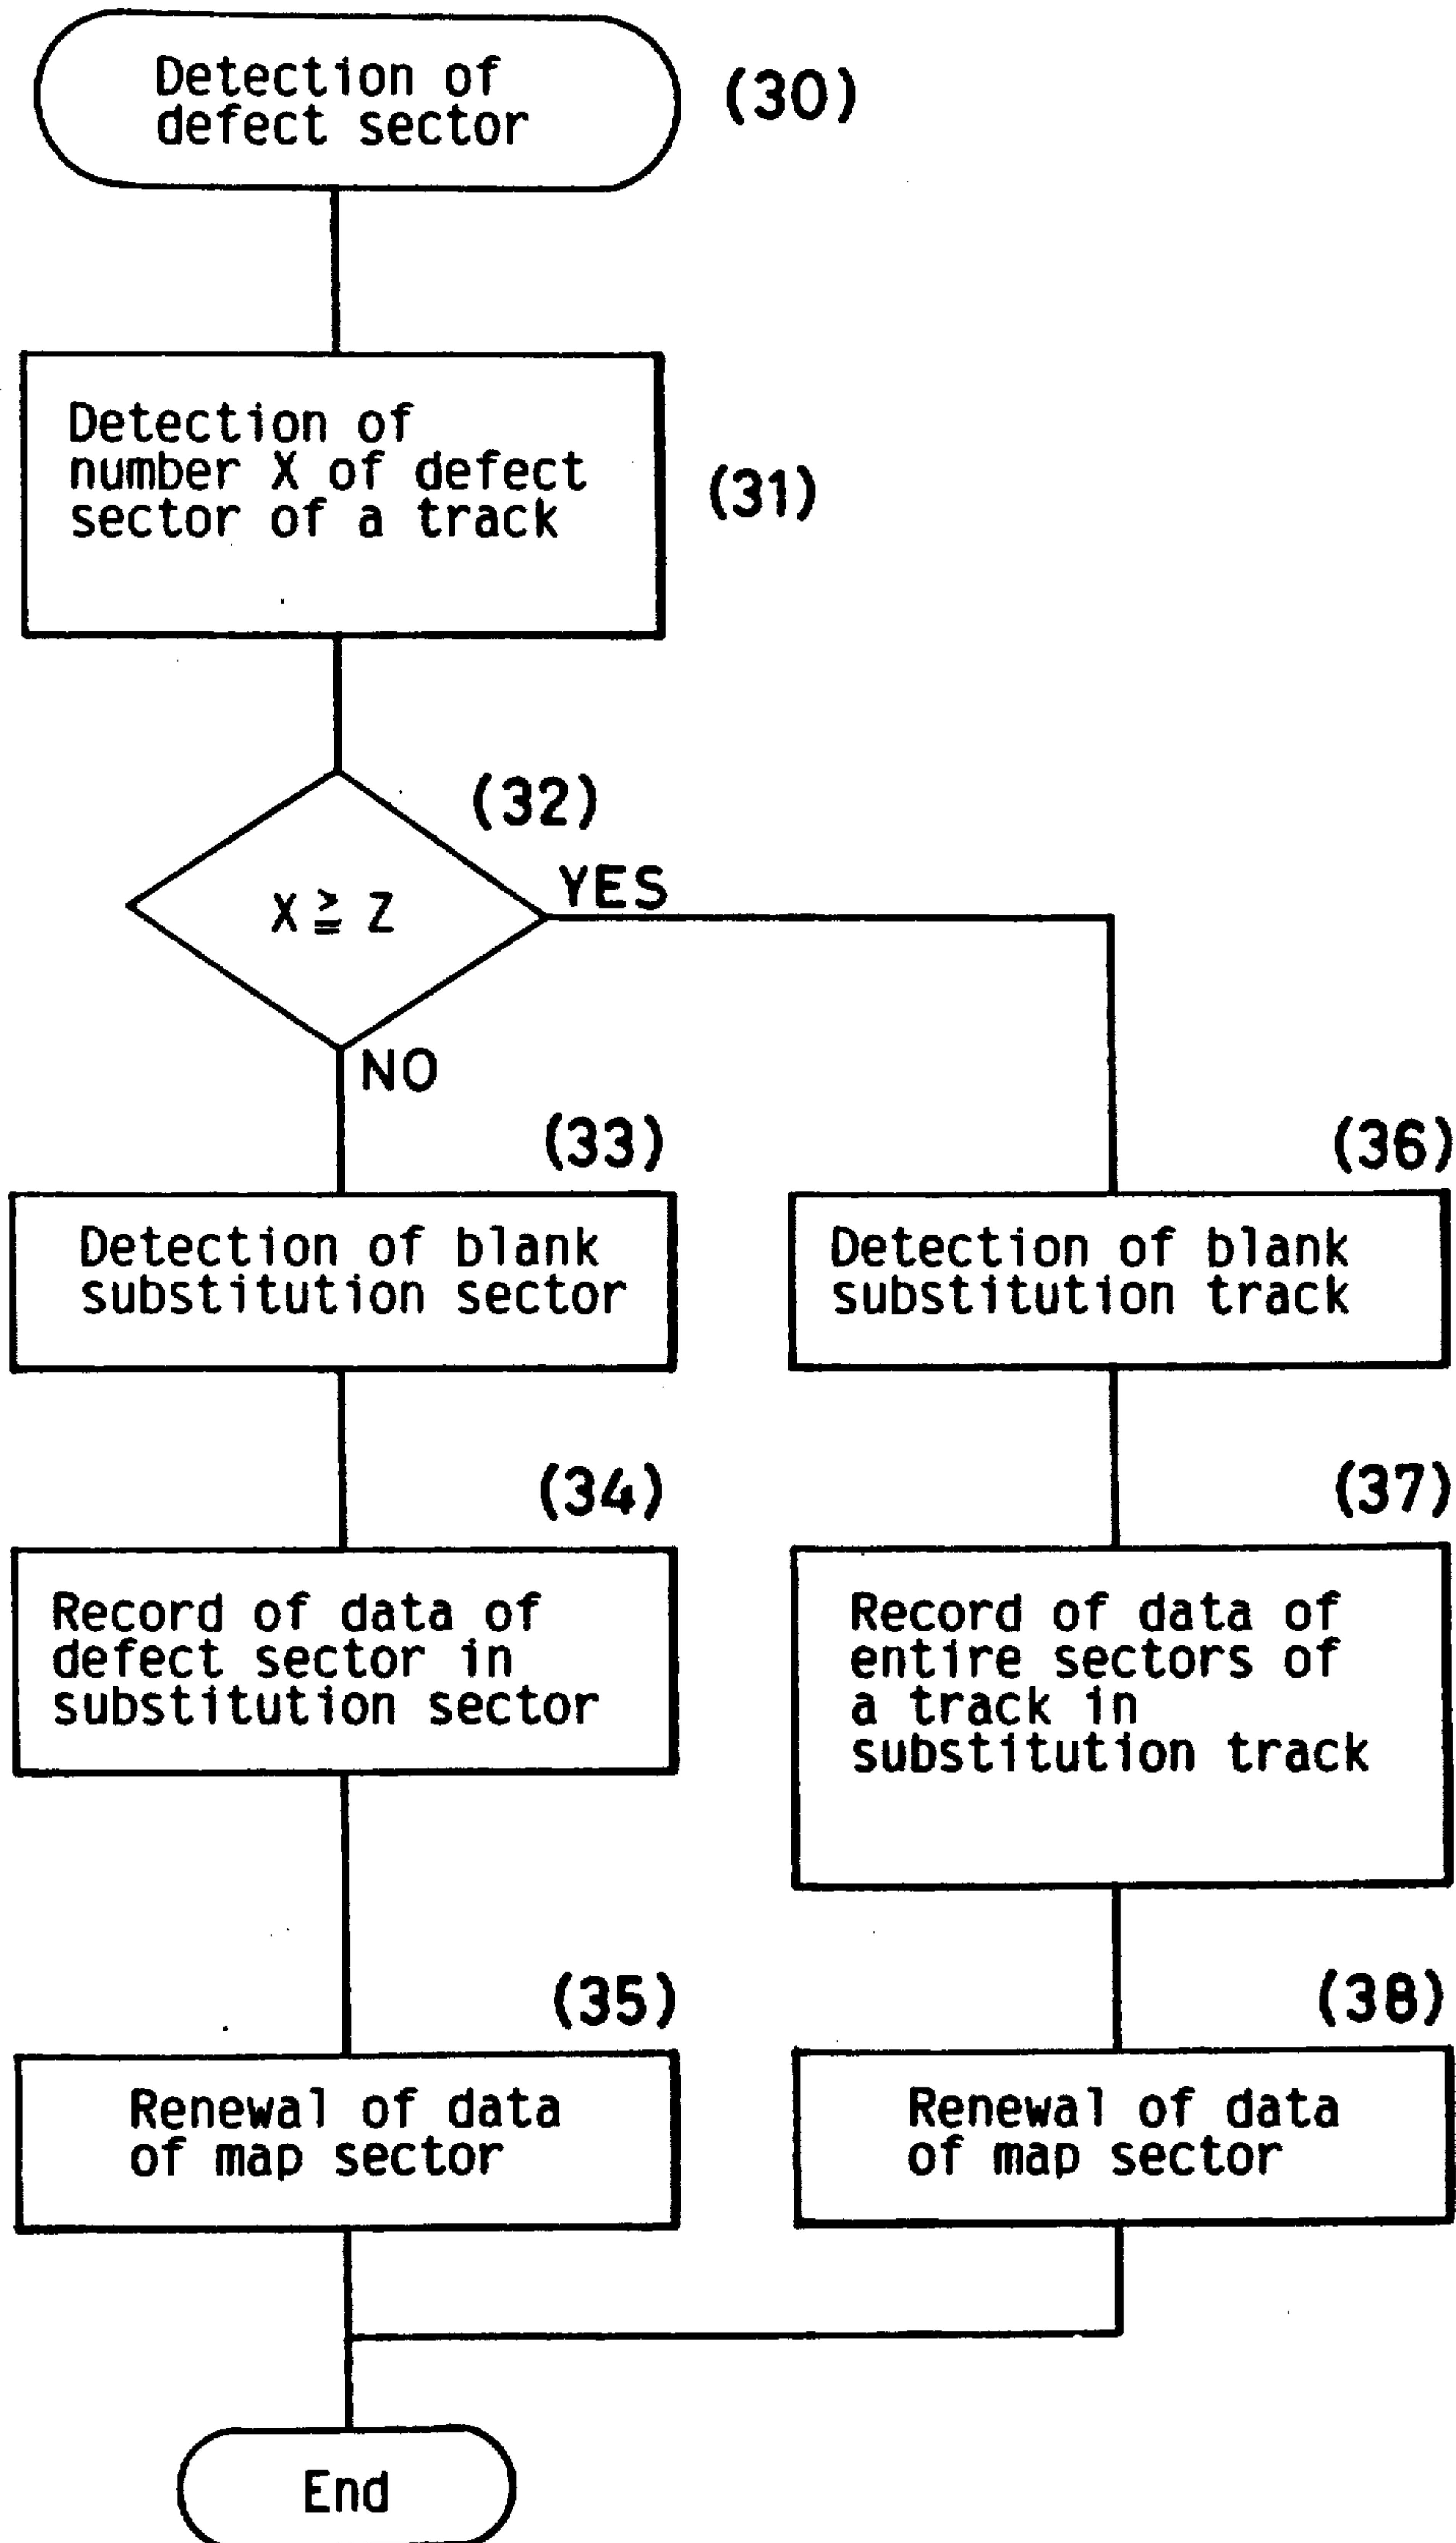 Detection of
defect sector
(30)
Detection of
number X of defect
sector of a track
(31)
(32)
X ≧ Z
YES
NO
(33)
Detection of blank
substitution sector
(34)
Record of data of
defect sector in
substitution sector
(35)
Renewal of data
of map sector
(36)
Detection of blank
substitution track
(37)
Record of data of
entire sectors of
a track in
substitution track
(38)
Renewal of data
of map sector
End